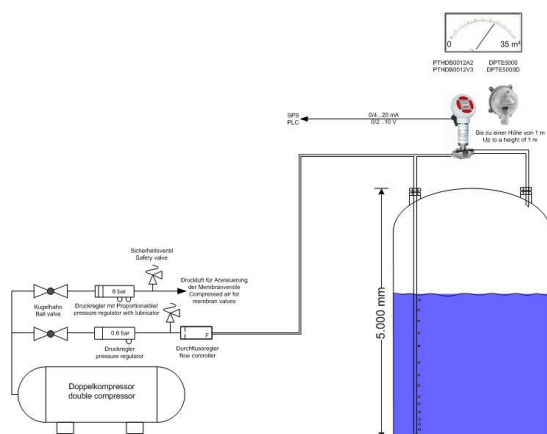 0 35 m³
PTHDB0012A2 DPTE5000
PTHDB0012V3 DPTE5000D
SPS
PLC
0/4...20 mA
0/2...10 V
Bis zu einer Höhe von 1 m
Up to a height of 1 m
Sicherheitsventil
Safety valve
6 bar
Druckluft für Ansteuerung
der Membranventile
Compressed air for
membran valves
Kugelhahn
Ball valve
Druckregler mit Proportionalöler
pressure regulator with lubricator
0.6 bar
F
Druckregler
pressure regulator
Durchflussregler
flow controller
Doppelkompressor
double compressor
5.000 mm